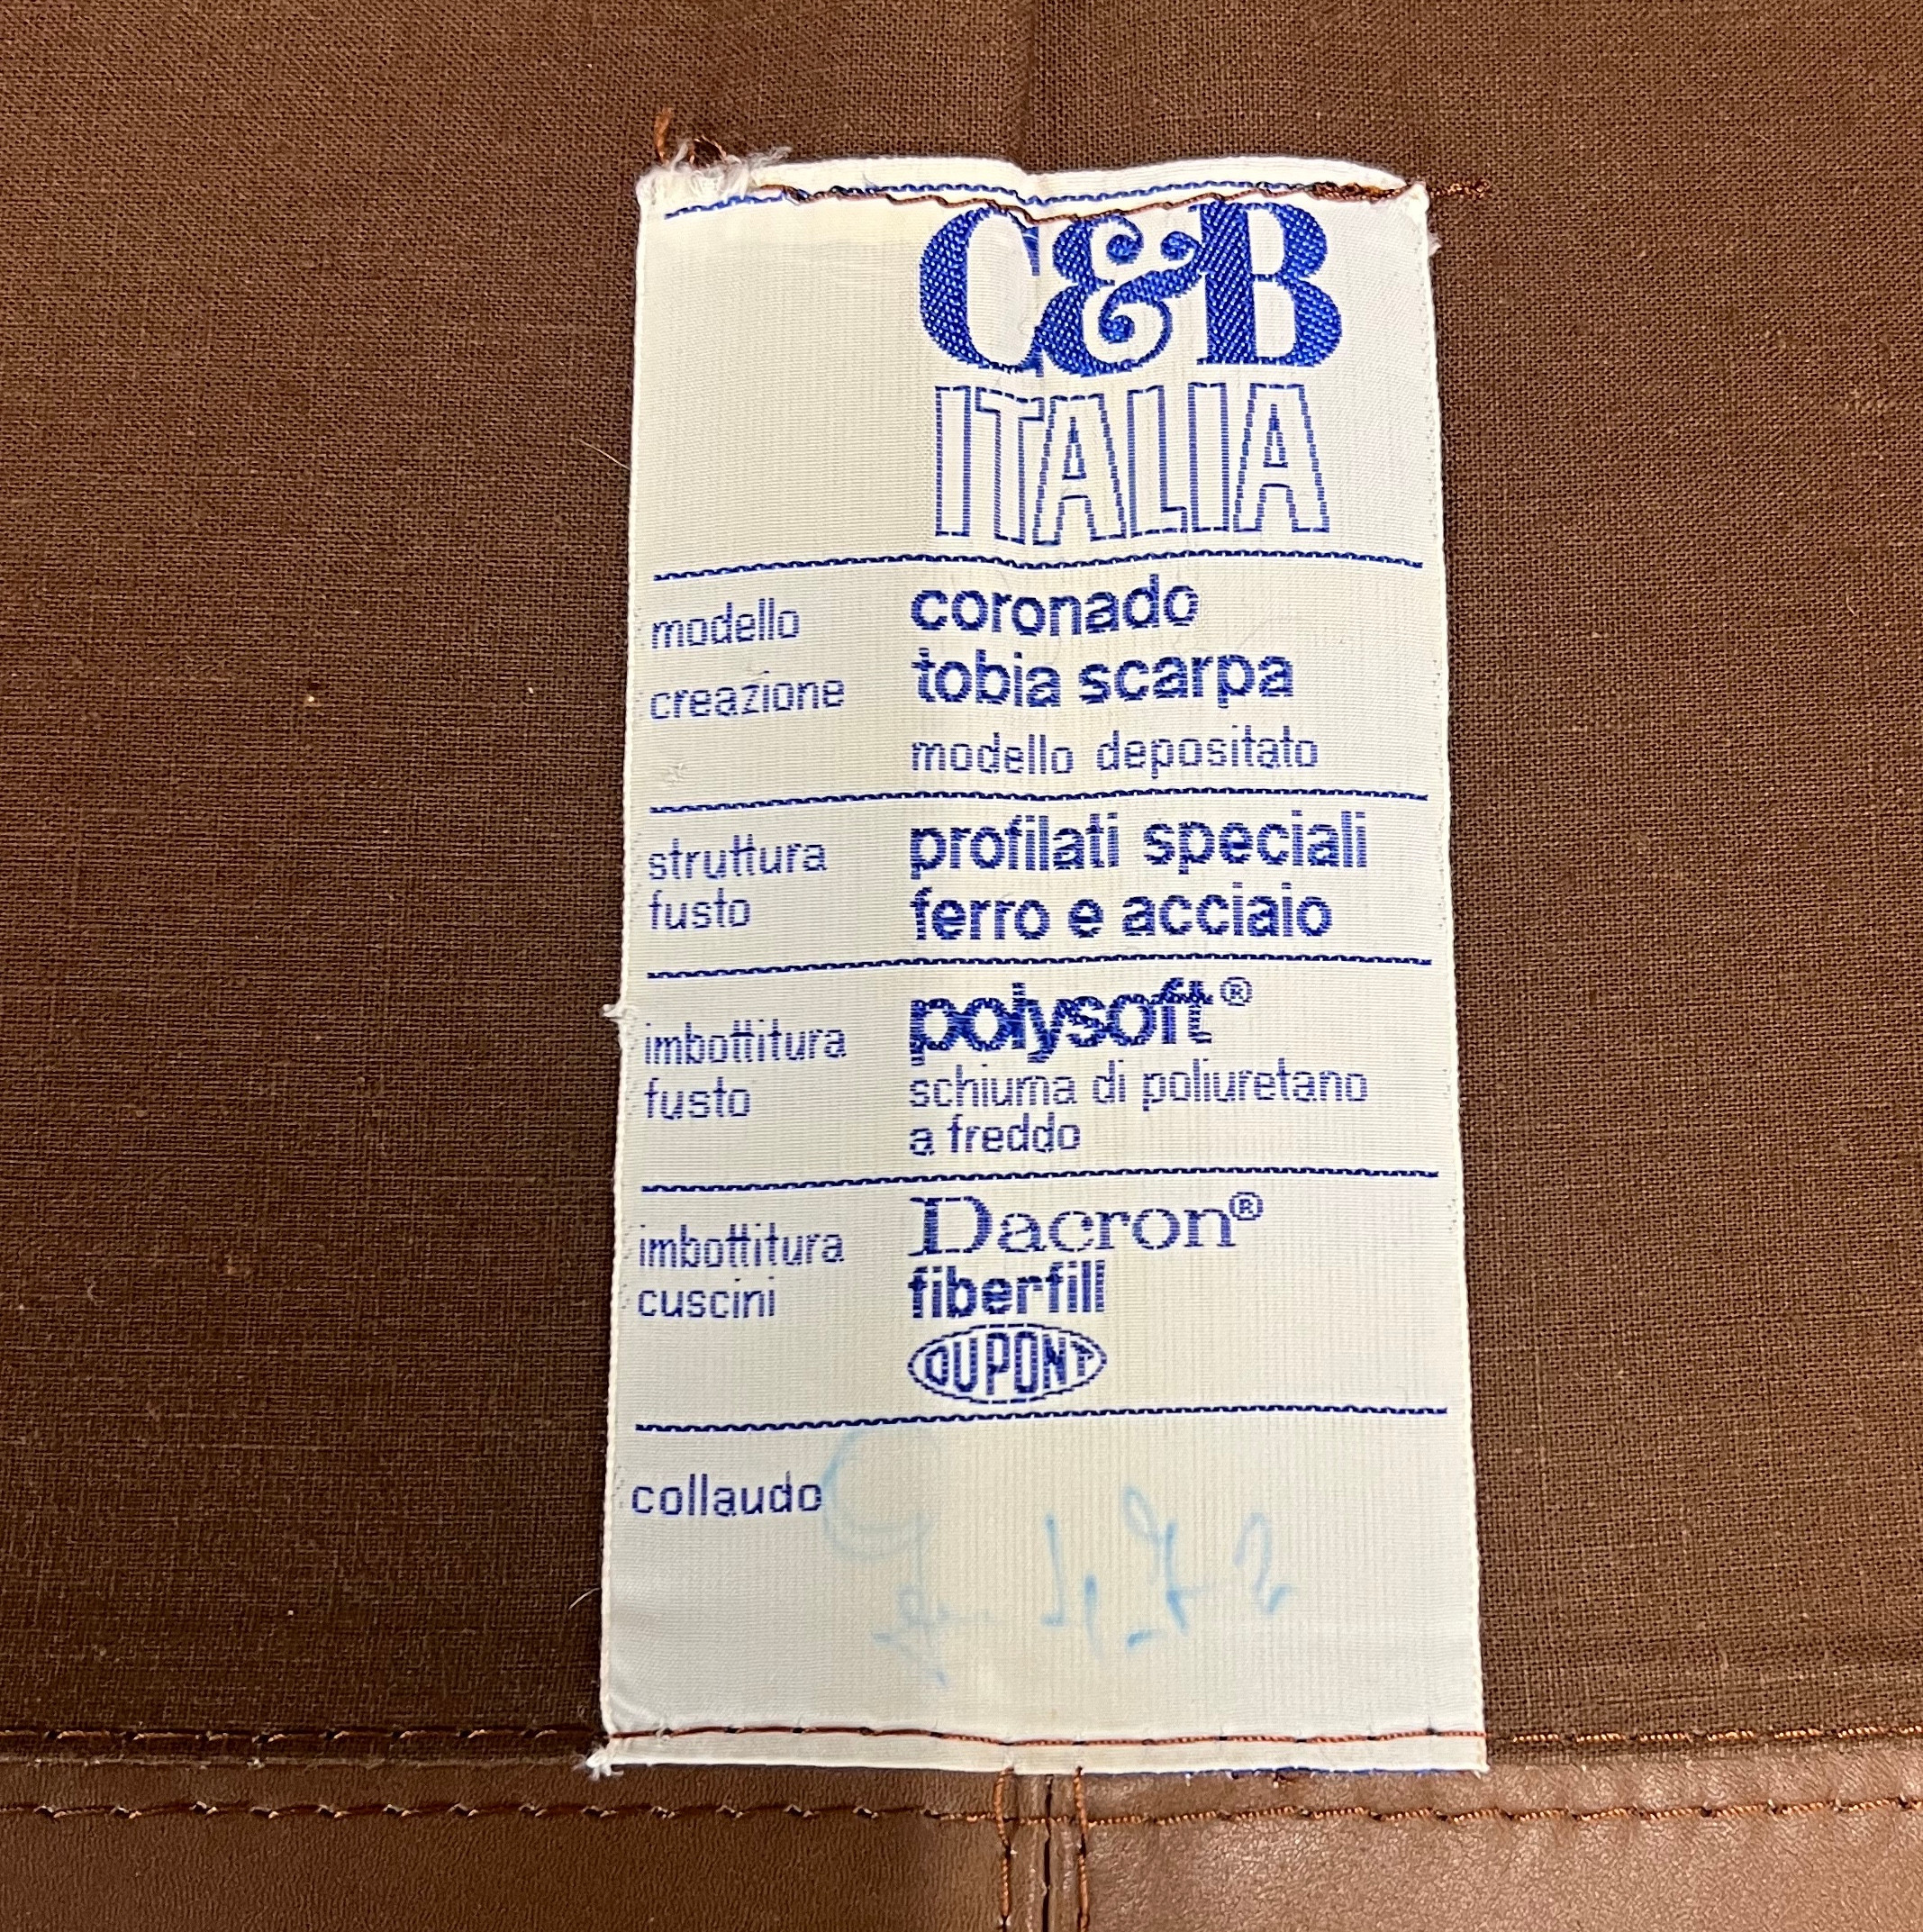 C&B
ITALIA
modello coronado
creazione tobia scarpa
modello depositato
struttura profilati speciali
fusto ferro e acciaio
imbottitura polysoft®
fusto schiuma di poliuretano
a freddo
imbottitura Dacron®
cuscini fiberfill
DUPONT
collaudo